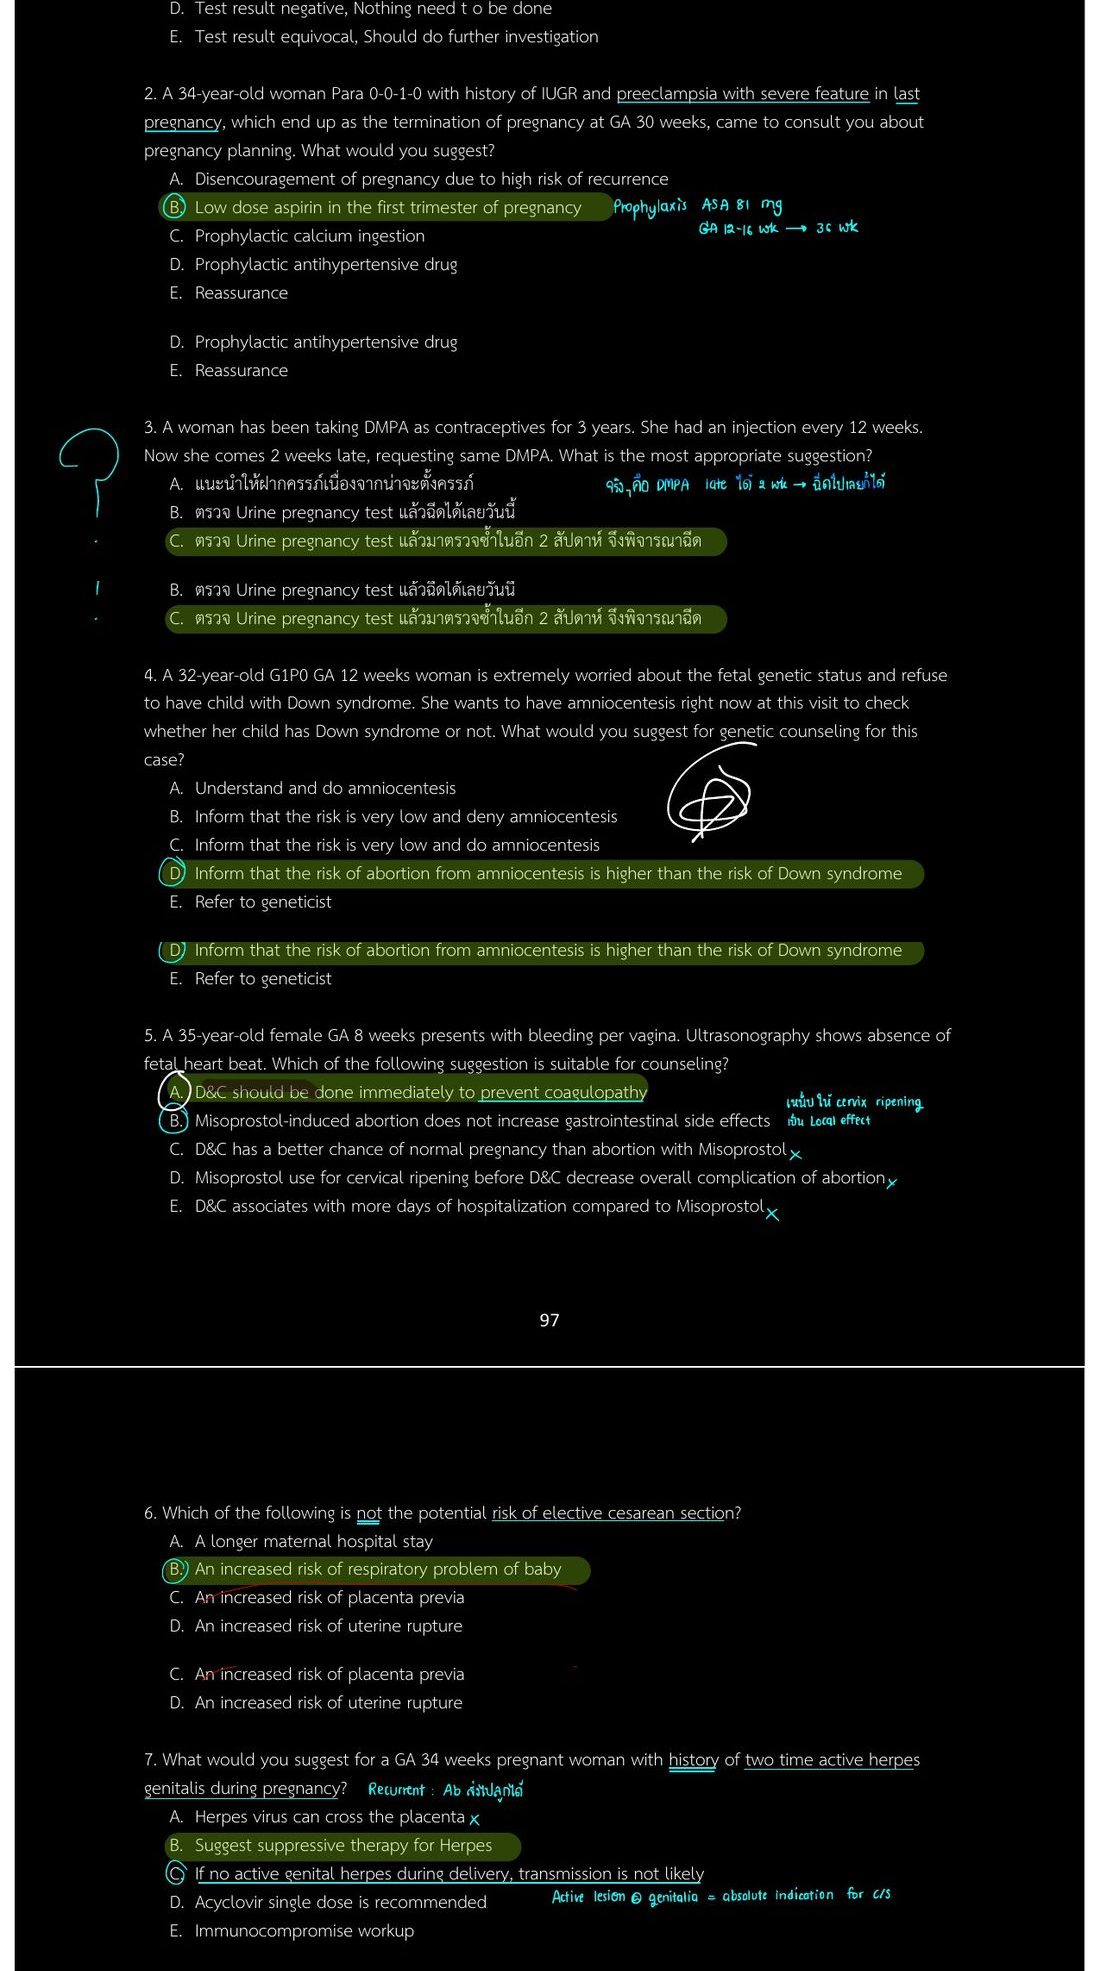 D. Test result negative, Nothing need t o be done
E. Test result equivocal, Should do further investigation
2. A 34-year-old woman Para 0-0-1-0 with history of IUGR and preeclampsia with severe feature in last
pregnancy, which end up as the termination of pregnancy at GA 30 weeks, came to consult you about
pregnancy planning. What would you suggest?
A. Disencouragement of pregnancy due to high risk of recurrence
B. Low dose aspirin in the first trimester of pregnancy Prophylaxis ASA 81 mg
GA 12-16 wk → 36 wk
C. Prophylactic calcium ingestion
D. Prophylactic antihypertensive drug
E. Reassurance
D. Prophylactic antihypertensive drug
E. Reassurance
3. A woman has been taking DMPA as contraceptives for 3 years. She had an injection every 12 weeks.
Now she comes 2 weeks late, requesting same DMPA. What is the most appropriate suggestion?
A. แนะนำให้ฝากครรภ์เนื่องจากน่าจะตั้งครรภ์ จริงๆคือ DMPA late ได้ 2 wk → ฉีดไปเลยก็ได้
B. ตรวจ Urine pregnancy test แล้วฉีดได้เลยวันนี้
C. ตรวจ Urine pregnancy test แล้วมาตรวจซ้ำในอีก 2 สัปดาห์ จึงพิจารณาฉีด
B. ตรวจ Urine pregnancy test แล้วฉีดได้เลยวันนี้
C. ตรวจ Urine pregnancy test แล้วมาตรวจซ้ำในอีก 2 สัปดาห์ จึงพิจารณาฉีด
4. A 32-year-old G1P0 GA 12 weeks woman is extremely worried about the fetal genetic status and refuse
to have child with Down syndrome. She wants to have amniocentesis right now at this visit to check
whether her child has Down syndrome or not. What would you suggest for genetic counseling for this
case?
A. Understand and do amniocentesis
B. Inform that the risk is very low and deny amniocentesis
C. Inform that the risk is very low and do amniocentesis
D. Inform that the risk of abortion from amniocentesis is higher than the risk of Down syndrome
E. Refer to geneticist
D. Inform that the risk of abortion from amniocentesis is higher than the risk of Down syndrome
E. Refer to geneticist
5. A 35-year-old female GA 8 weeks presents with bleeding per vagina. Ultrasonography shows absence of
fetal heart beat. Which of the following suggestion is suitable for counseling?
A. D&C should be done immediately to prevent coagulopathy
เหน็บให้ cervix ripening
B. Misoprostol-induced abortion does not increase gastrointestinal side effects เป็น Local effect
C. D&C has a better chance of normal pregnancy than abortion with Misoprostol x
D. Misoprostol use for cervical ripening before D&C decrease overall complication of abortion x
E. D&C associates with more days of hospitalization compared to Misoprostol x
97
6. Which of the following is not the potential risk of elective cesarean section?
A. A longer maternal hospital stay
B. An increased risk of respiratory problem of baby
C. An increased risk of placenta previa
D. An increased risk of uterine rupture
C. An increased risk of placenta previa
D. An increased risk of uterine rupture
7. What would you suggest for a GA 34 weeks pregnant woman with history of two time active herpes
genitalis during pregnancy? Recurrent : Ab ส่งไปลูกได้
A. Herpes virus can cross the placenta x
B. Suggest suppressive therapy for Herpes
C. If no active genital herpes during delivery, transmission is not likely
D. Acyclovir single dose is recommended Active lesion @ genitalia = absolute indication for c/s
E. Immunocompromise workup